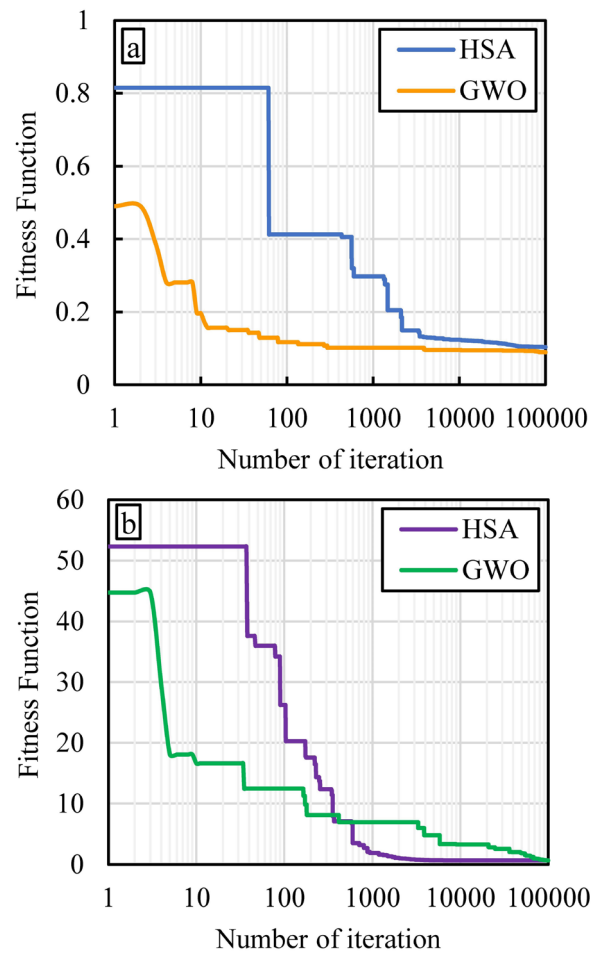 a
HSA
GWO
Fitness Function
1
0.8
0.6
0.4
0.2
0
1 10 100 1000 10000 100000
Number of iteration
b
HSA
GWO
Fitness Function
60
50
40
30
20
10
0
1 10 100 1000 10000 100000
Number of iteration